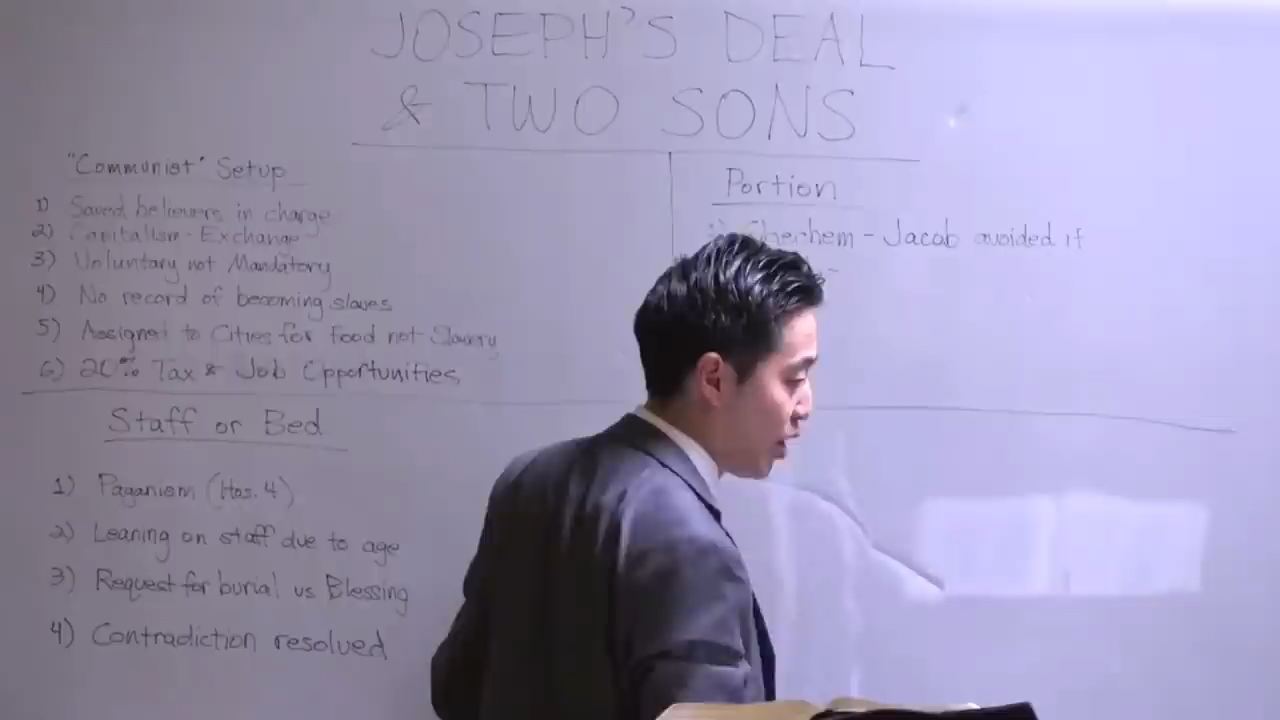 JOSEPH'S DEAL
& TWO SONS
"Communist" Setup
1) Saved believers in charge
2) Capitalism - Exchange
3) Voluntary not Mandatory
4) No record of becoming slaves
5) Assigned to Cities for Food not Slavery
6) 20% Tax & Job Opportunities
Staff or Bed
1) Paganism (Hos. 4)
2) Leaning on staff due to age
3) Request for burial vs Blessing
4) Contradiction resolved
Portion
Shechem - Jacob avoided it